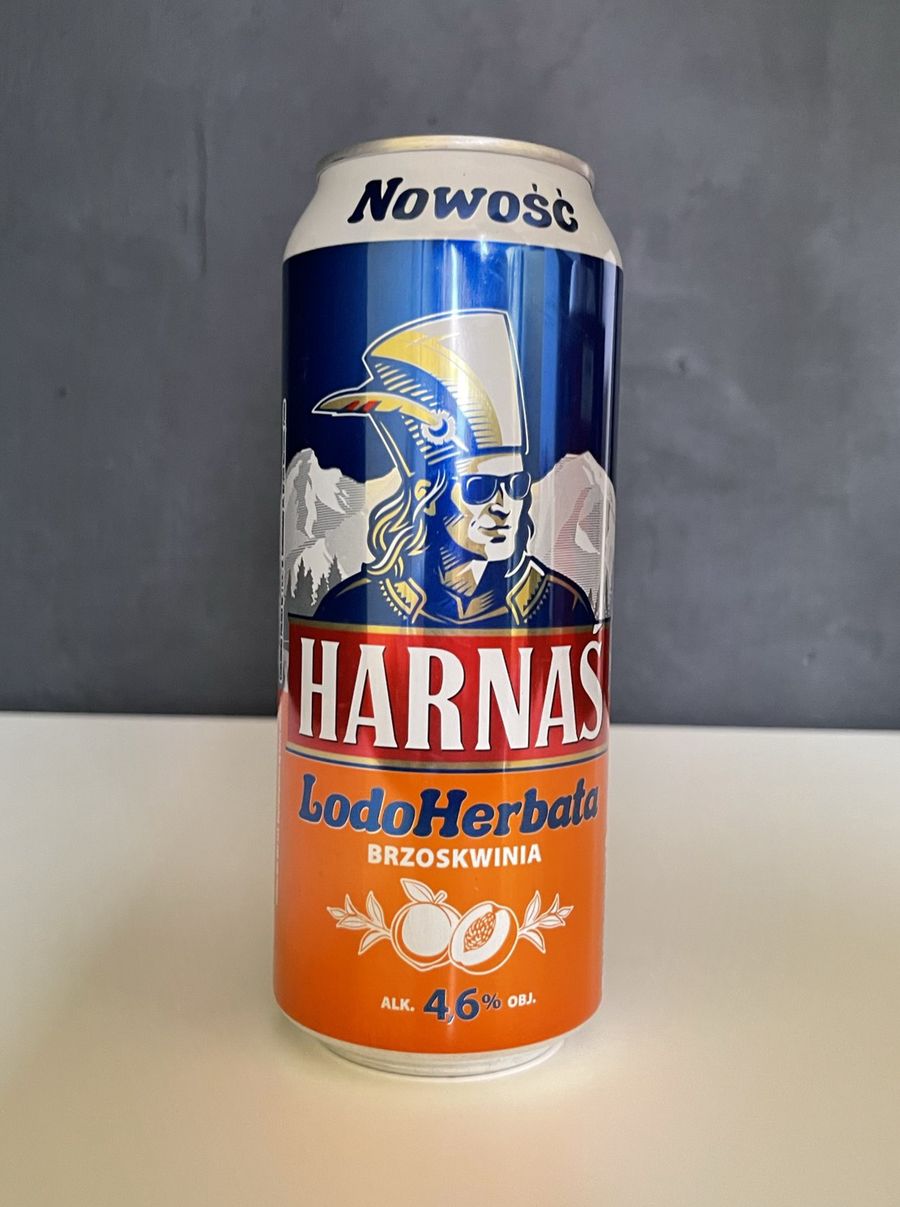 Nowość
HARNAŚ
LodoHerbata
BRZOSKWINIA
ALK. 4,6% OBJ.